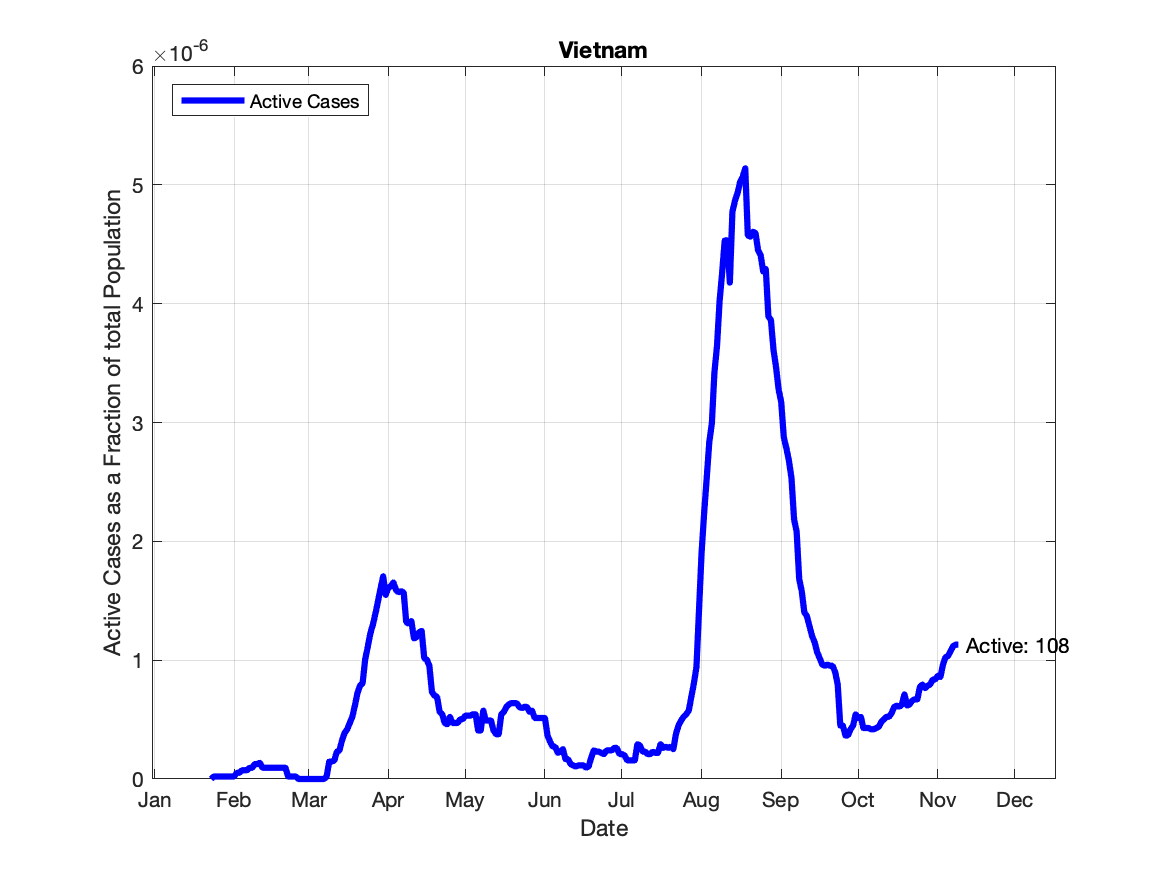 Vietnam
×10-6
Active Cases
Active Cases as a Fraction of total Population
6
5
4
3
2
1
0
Active: 108
Jan Feb Mar Apr May Jun Jul Aug Sep Oct Nov Dec
Date